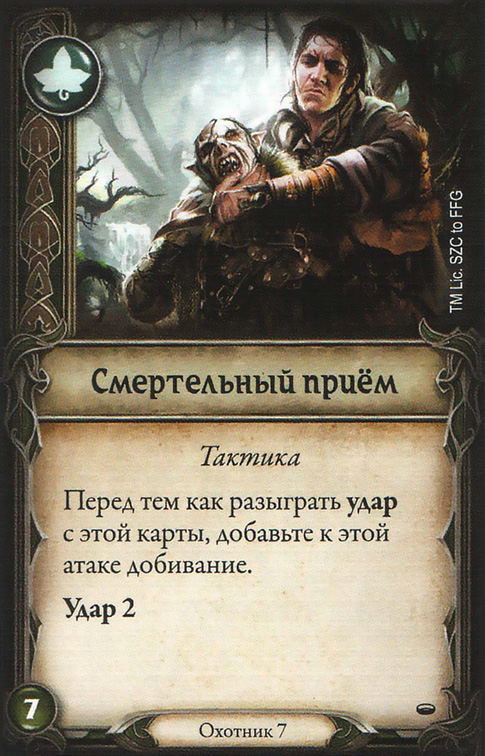 TM Lic. SZC to FFG
Смертельный приём
Тактика
Перед тем как разыграть удар
с этой карты, добавьте к этой
атаке добивание.
Удар 2
7
Охотник 7